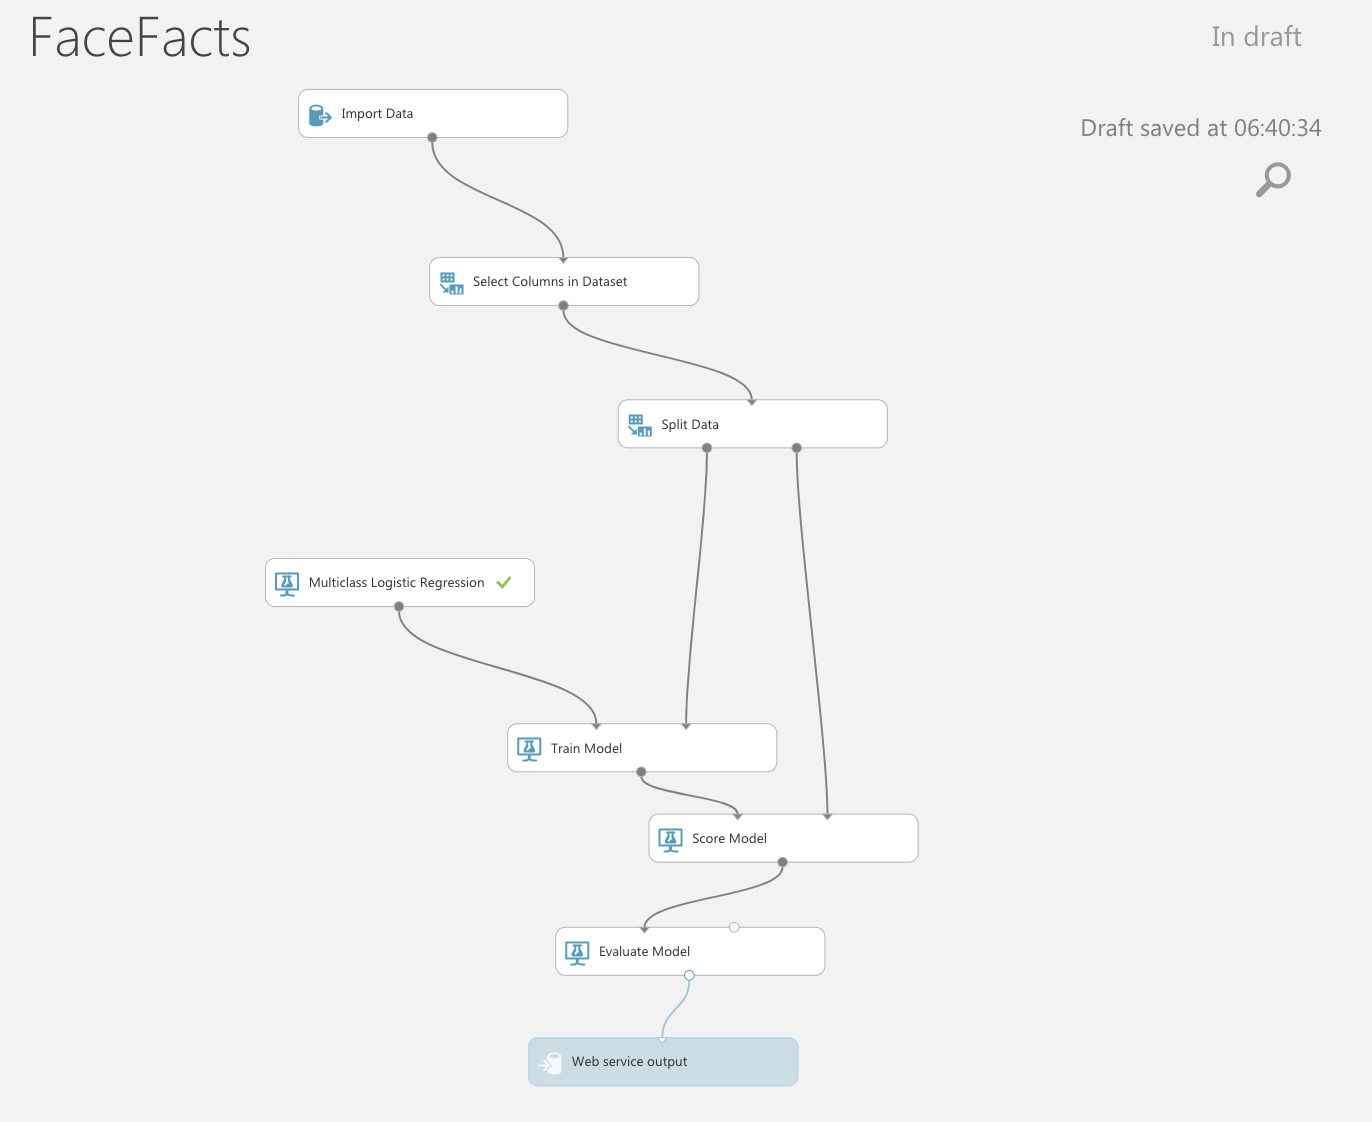 FaceFacts
In draft
Draft saved at 06:40:34
Import Data
Select Columns in Dataset
Split Data
Multiclass Logistic Regression
Train Model
Score Model
Evaluate Model
Web service output